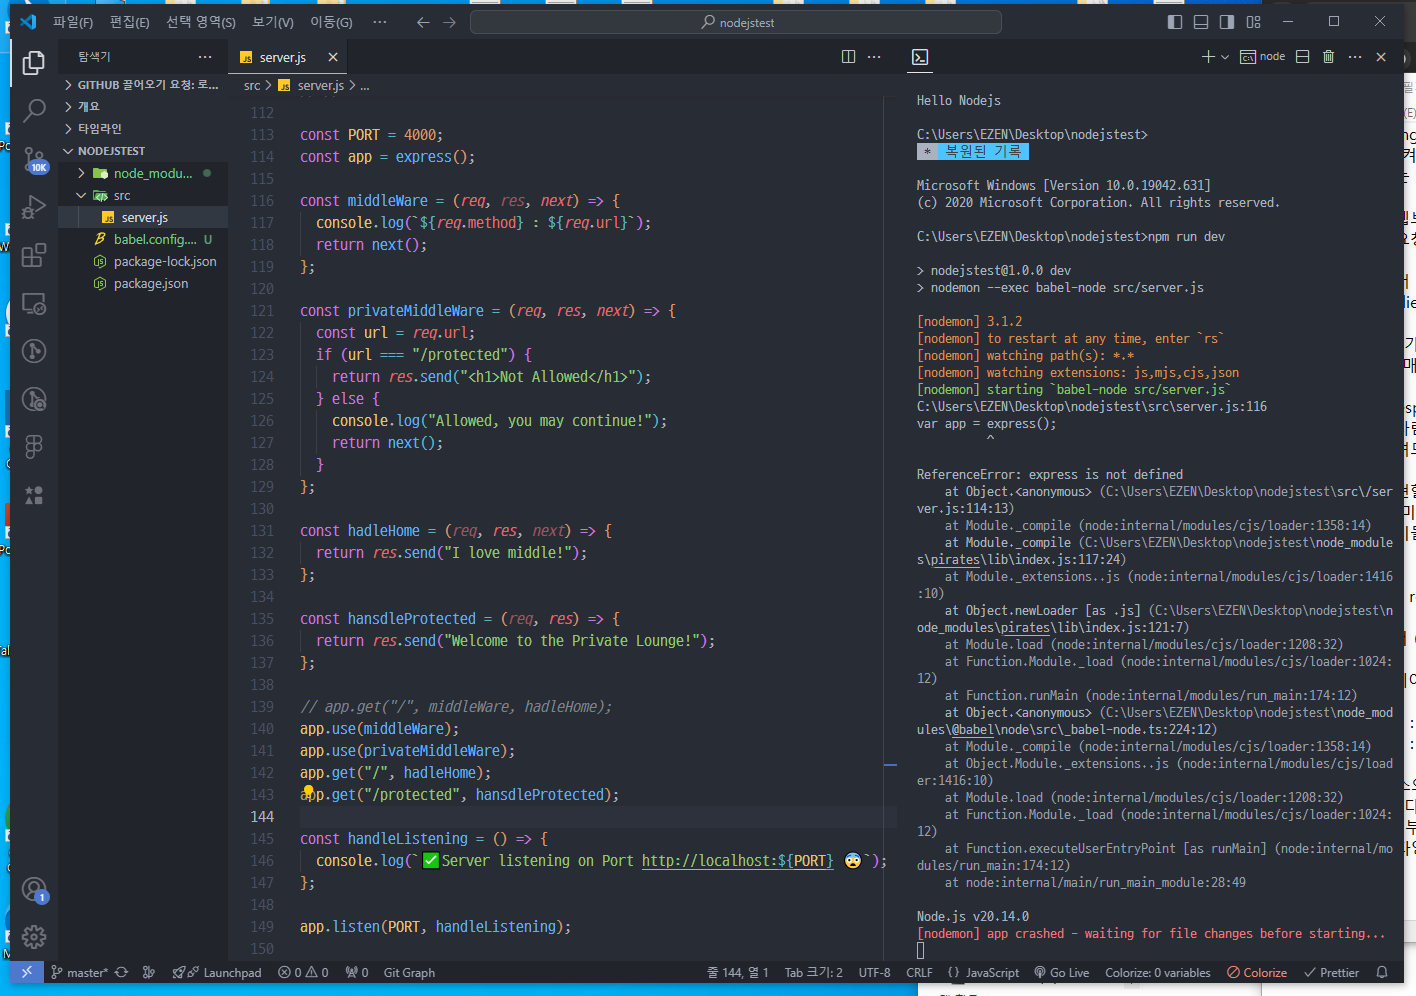 파일(F) 편집(E) 선택 영역(S) 보기(V) 이동(G) ··· ← → nodejstest
탐색기 ···
GITHUB 끌어오기 요청: 로...
개요
타임라인
NODEJSTEST
node_modu...
src
server.js
babel.config.... U
package-lock.json
package.json
10K
1
server.js ×
src > server.js > ...
112
113 const PORT = 4000;
114 const app = express();
115
116 const middleWare = (req, res, next) => {
117 console.log(`${req.method} : ${req.url}`);
118 return next();
119 };
120
121 const privateMiddleWare = (req, res, next) => {
122 const url = req.url;
123 if (url === "/protected") {
124 return res.send("<h1>Not Allowed</h1>");
125 } else {
126 console.log("Allowed, you may continue!");
127 return next();
128 }
129 };
130
131 const hadleHome = (req, res, next) => {
132 return res.send("I love middle!");
133 };
134
135 const hansdleProtected = (req, res) => {
136 return res.send("Welcome to the Private Lounge!");
137 };
138
139 // app.get("/", middleWare, hadleHome);
140 app.use(middleWare);
141 app.use(privateMiddleWare);
142 app.get("/", hadleHome);
143 app.get("/protected", hansdleProtected);
144
145 const handleListening = () => {
146 console.log(`✅Server listening on Port http://localhost:${PORT} 😨`);
147 };
148
149 app.listen(PORT, handleListening);
150
node
Hello Nodejs
C:\Users\EZEN\Desktop\nodejstest>
* 복원된 기록
Microsoft Windows [Version 10.0.19042.631]
(c) 2020 Microsoft Corporation. All rights reserved.
C:\Users\EZEN\Desktop\nodejstest>npm run dev
> nodejstest@1.0.0 dev
> nodemon --exec babel-node src/server.js
[nodemon] 3.1.2
[nodemon] to restart at any time, enter `rs`
[nodemon] watching path(s): *.*
[nodemon] watching extensions: js,mjs,cjs,json
[nodemon] starting `babel-node src/server.js`
C:\Users\EZEN\Desktop\nodejstest\src\server.js:116
var app = express();
^
ReferenceError: express is not defined
at Object.<anonymous> (C:\Users\EZEN\Desktop\nodejstest\src\/ser
ver.js:114:13)
at Module._compile (node:internal/modules/cjs/loader:1358:14)
at Module._compile (C:\Users\EZEN\Desktop\nodejstest\node_module
s\pirates\lib\index.js:117:24)
at Module._extensions..js (node:internal/modules/cjs/loader:1416
:10)
at Object.newLoader [as .js] (C:\Users\EZEN\Desktop\nodejstest\n
ode_modules\pirates\lib\index.js:121:7)
at Module.load (node:internal/modules/cjs/loader:1208:32)
at Function.Module._load (node:internal/modules/cjs/loader:1024:
12)
at Function.runMain (node:internal/modules/run_main:174:12)
at Object.<anonymous> (C:\Users\EZEN\Desktop\nodejstest\node_mod
ules\@babel\node\src\_babel-node.ts:224:12)
at Module._compile (node:internal/modules/cjs/loader:1358:14)
at Object.Module._extensions..js (node:internal/modules/cjs/load
er:1416:10)
at Module.load (node:internal/modules/cjs/loader:1208:32)
at Function.Module._load (node:internal/modules/cjs/loader:1024:
12)
at Function.executeUserEntryPoint [as runMain] (node:internal/mo
dules/run_main:174:12)
at node:internal/main/run_main_module:28:49
Node.js v20.14.0
[nodemon] app crashed - waiting for file changes before starting...
master* Launchpad 0 0 0 Git Graph 줄 144, 열 1 Tab 크기: 2 UTF-8 CRLF {} JavaScript Go Live Colorize: 0 variables Colorize Prettier